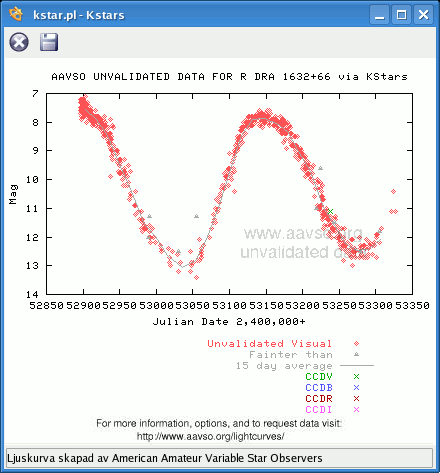 kstar.pl - Kstars
AAVSO UNVALIDATED DATA FOR R DRA 1632+66 via KStars
7
8
9
10
11
12
13
14
Mag
www.aavso.org
unvalidated data
52850 52900 52950 53000 53050 53100 53150 53200 53250 53300 53350
Julian Date 2,400,000+
Unvalidated Visual
Fainter than
15 day average
CCDV
CCDB
CCDR
CCDI
For more information, options, and to request data visit:
http://www.aavso.org/lightcurves/
Ljuskurva skapad av American Amateur Variable Star Observers